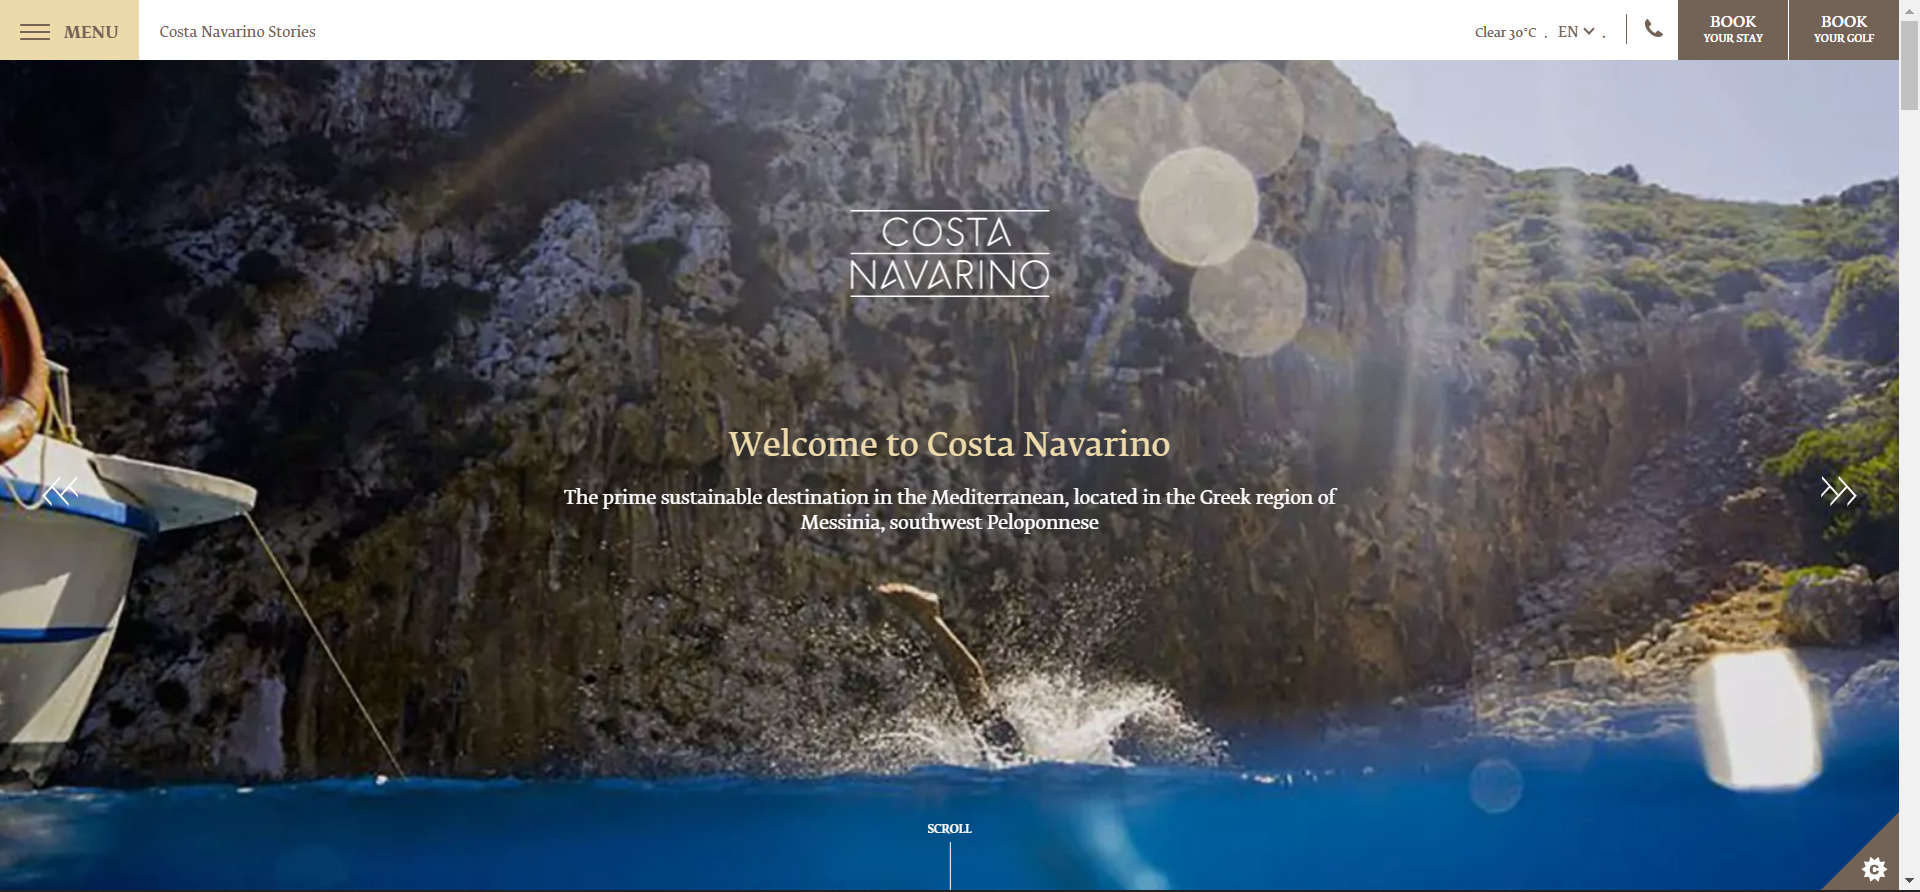 MENU
Costa Navarino Stories
Clear 30°C . EN .
BOOK
YOUR STAY
BOOK
YOUR GOLF
COSTA
NAVARINO
Welcome to Costa Navarino
The prime sustainable destination in the Mediterranean, located in the Greek region of
Messinia, southwest Peloponnese
SCROLL
C